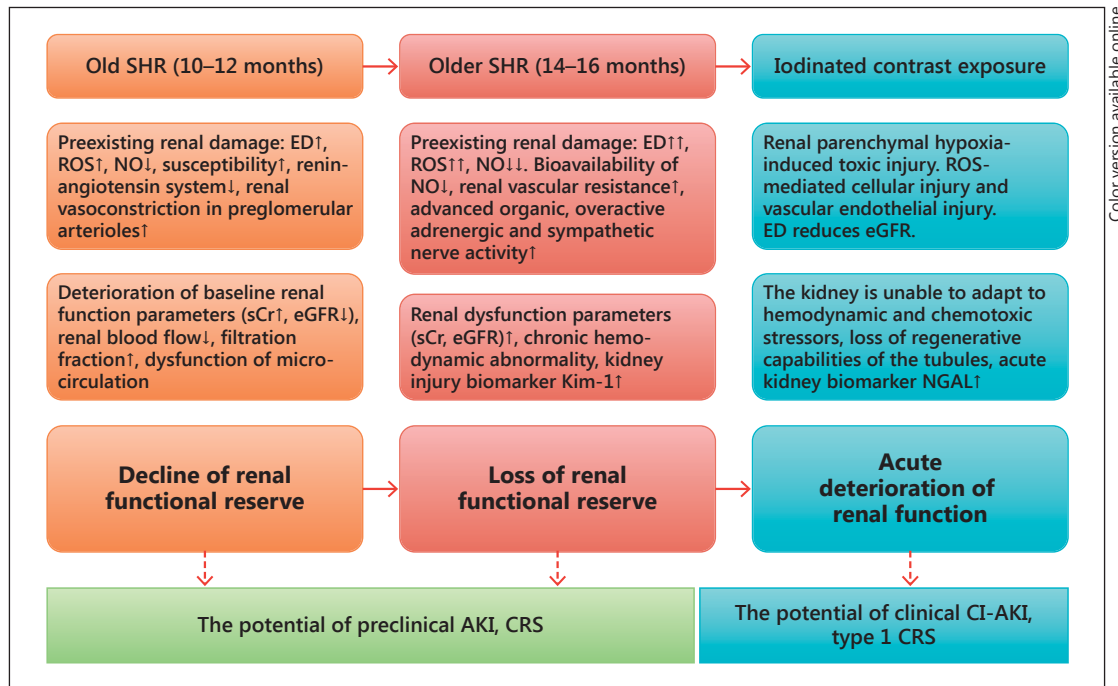 Old SHR (10–12 months)
Older SHR (14–16 months)
Iodinated contrast exposure
Preexisting renal damage: ED↑,
ROS↑, NO↓, susceptibility↑, renin-
angiotensin system↓, renal
vasoconstriction in preglomerular
arterioles↑
Preexisting renal damage: ED↑↑,
ROS↑↑, NO↓↓. Bioavailability of
NO↓, renal vascular resistance↑,
advanced organic, overactive
adrenergic and sympathetic
nerve activity↑
Renal parenchymal hypoxia-
induced toxic injury. ROS-
mediated cellular injury and
vascular endothelial injury.
ED reduces eGFR.
Deterioration of baseline renal
function parameters (sCr↑, eGFR↓),
renal blood flow↓, filtration
fraction↑, dysfunction of micro-
circulation
Renal dysfunction parameters
(sCr, eGFR)↑, chronic hemo-
dynamic abnormality, kidney
injury biomarker Kim-1↑
The kidney is unable to adapt to
hemodynamic and chemotoxic
stressors, loss of regenerative
capabilities of the tubules, acute
kidney biomarker NGAL↑
Decline of renal
functional reserve
Loss of renal
functional reserve
Acute
deterioration of
renal function
The potential of preclinical AKI, CRS
The potential of clinical CI-AKI,
type 1 CRS
Color version available online